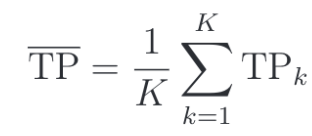 $\overline{\mathrm{TP}} = \frac{1}{K} \sum_{k=1}^{K} \mathrm{TP}_k$